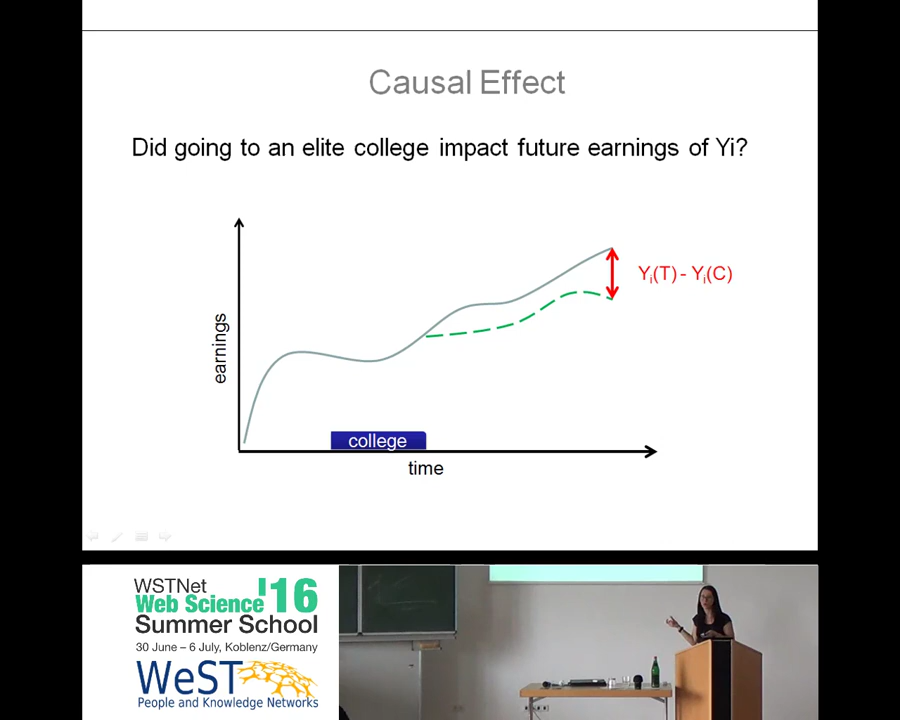 Causal Effect
Did going to an elite college impact future earnings of Yi?
Yi(T) - Yi(C)
earnings
college
time
WSTNet
Web Science '16
Summer School
30 June – 6 July, Koblenz/Germany
WeST
People and Knowledge Networks